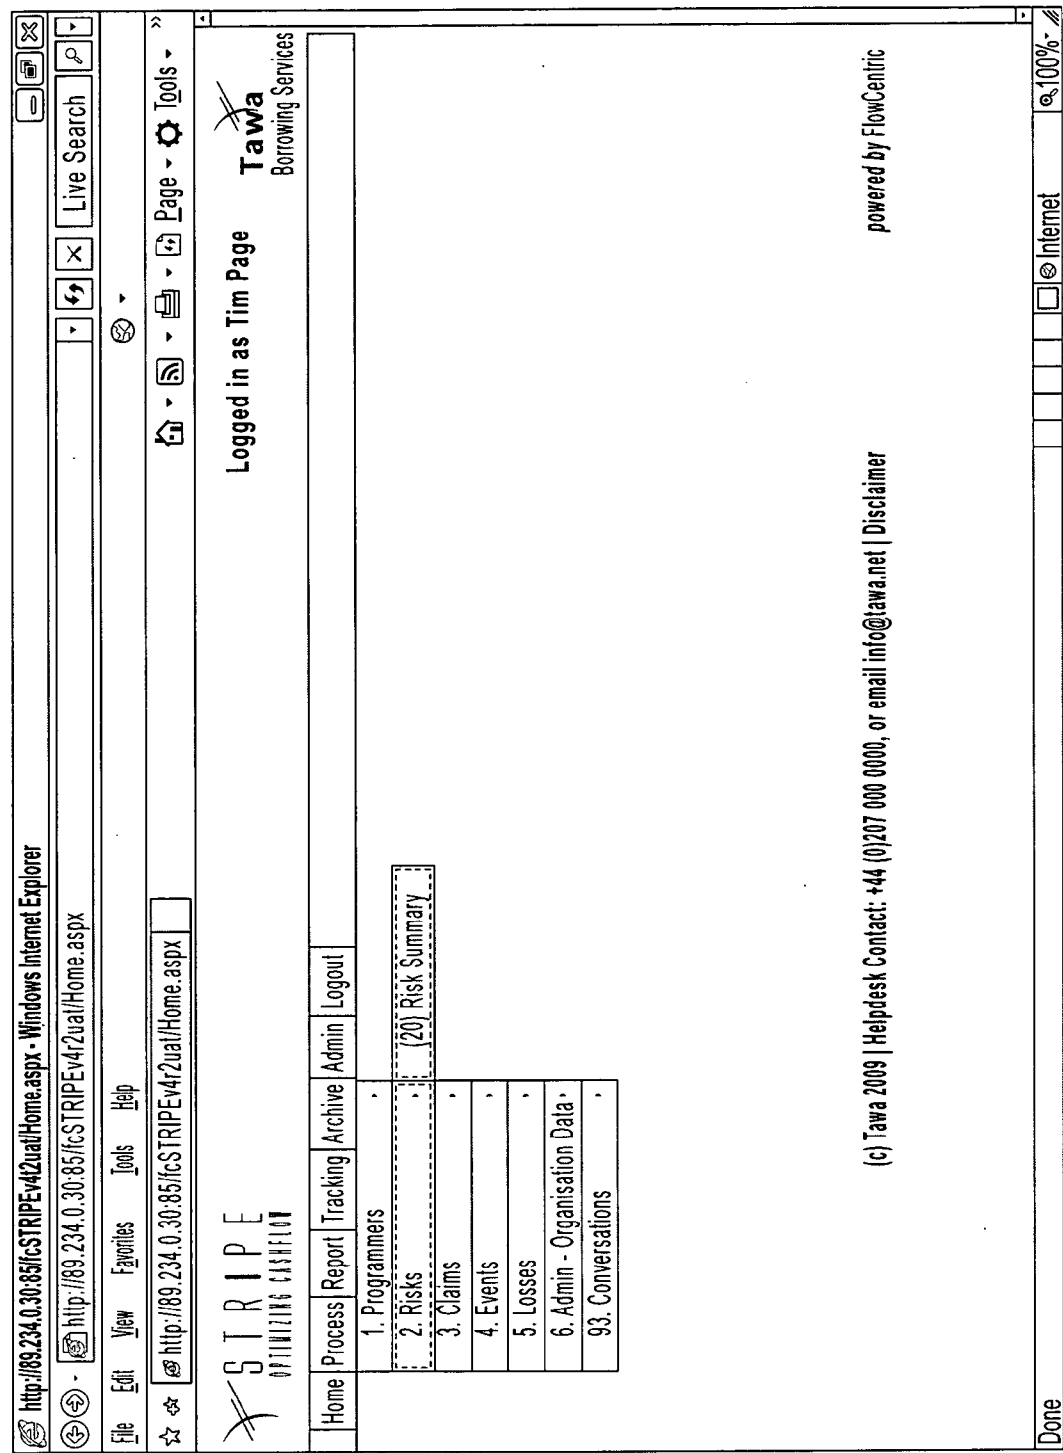 http://89.234.0.30:85/fcSTRIPEv4t2uat/Home.aspx - Windows Internet Explorer
http://89.234.0.30:85/fcSTRIPEv4r2uat/Home.aspx
Live Search
File Edit View Favorites Tools Help
http://89.234.0.30:85/fcSTRIPEv4r2uat/Home.aspx
Page Tools »
STRIPE
OPTIMIZING CASHFLOW
Logged in as Tim Page
Tawa
Borrowing Services
Home Process Report Tracking Archive Admin Logout
1. Programmers
2. Risks
(20) Risk Summary
3. Claims
4. Events
5. Losses
6. Admin - Organisation Data
93. Conversations
(c) Tawa 2009 | Helpdesk Contact: +44 (0)207 000 0000, or email info@tawa.net | Disclaimer
powered by FlowCentric
Done
Internet
100%